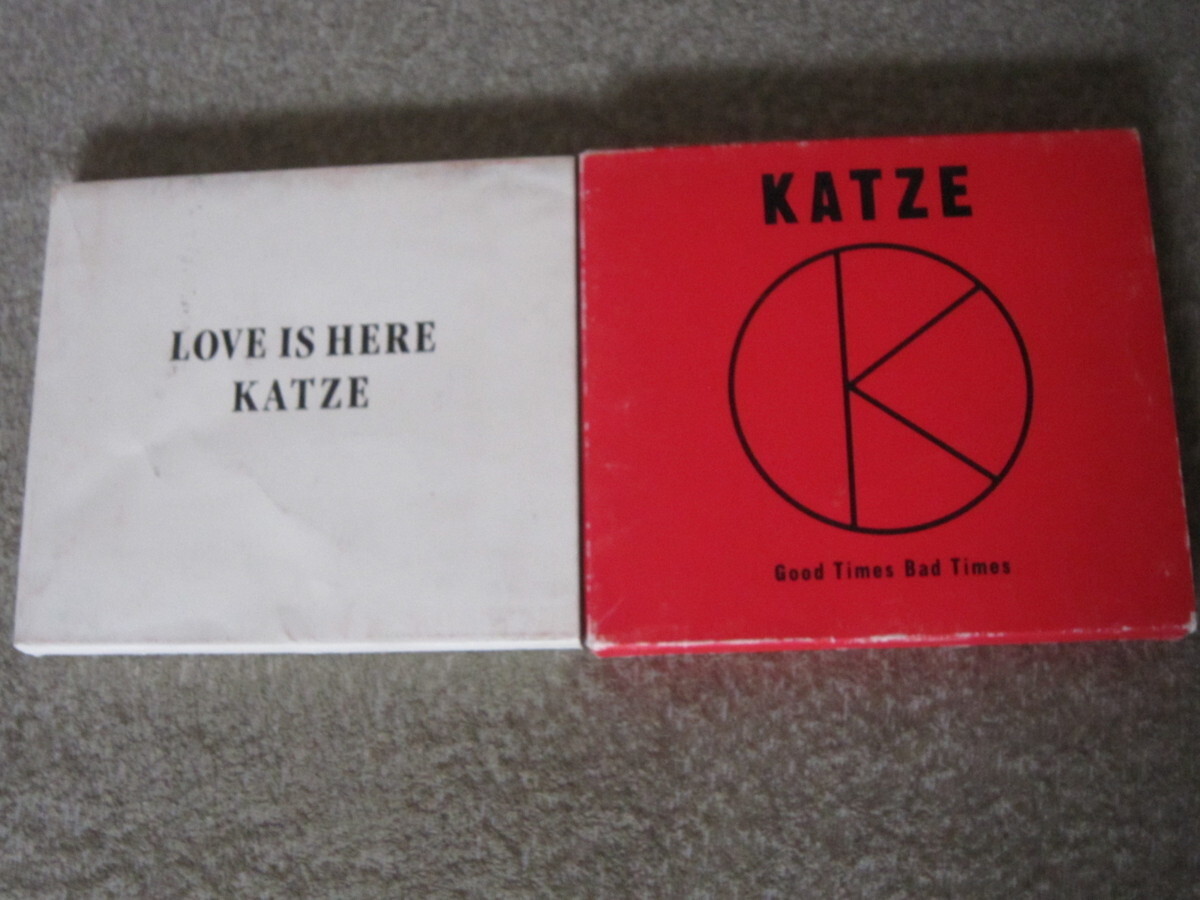 LOVE IS HERE
KATZE
KATZE
Good Times Bad Times